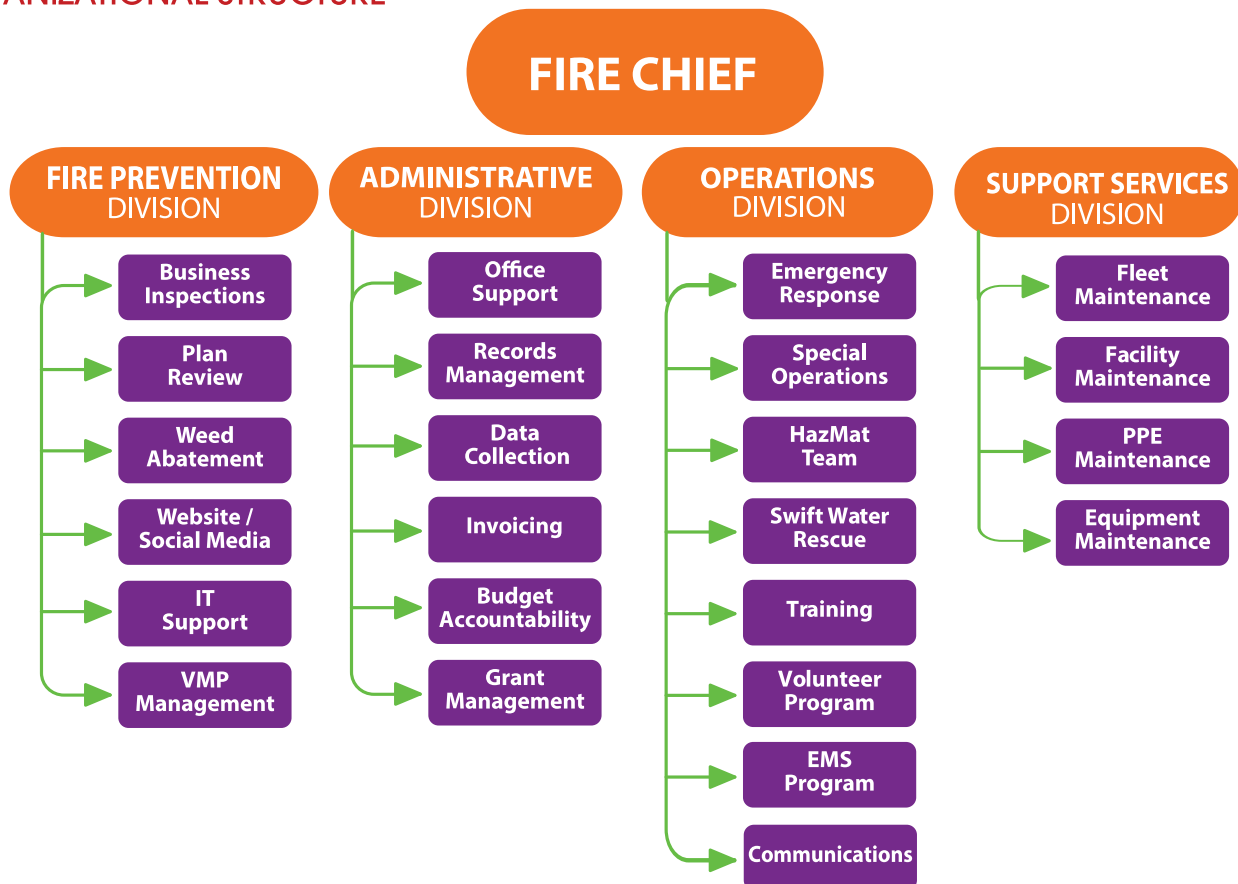 ANIZATIONAL STRUCTURE
FIRE CHIEF
FIRE PREVENTION
DIVISION
Business
Inspections
Plan
Review
Weed
Abatement
Website /
Social Media
IT
Support
VMP
Management
ADMINISTRATIVE
DIVISION
Office
Support
Records
Management
Data
Collection
Invoicing
Budget
Accountability
Grant
Management
OPERATIONS
DIVISION
Emergency
Response
Special
Operations
HazMat
Team
Swift Water
Rescue
Training
Volunteer
Program
EMS
Program
Communications
SUPPORT SERVICES
DIVISION
Fleet
Maintenance
Facility
Maintenance
PPE
Maintenance
Equipment
Maintenance